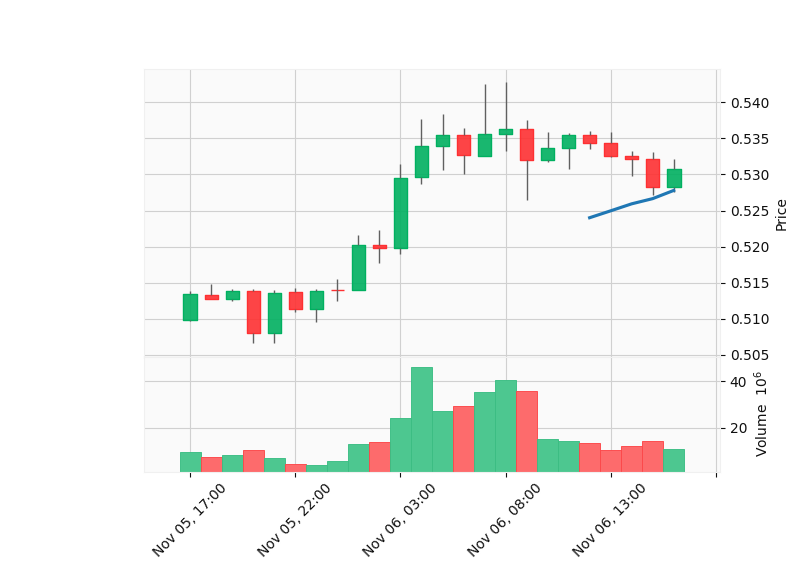 0.540
0.535
0.530
0.525
0.520
0.515
0.510
0.505
Price
40
20
Volume 10^6
Nov 05, 17:00
Nov 05, 22:00
Nov 06, 03:00
Nov 06, 08:00
Nov 06, 13:00